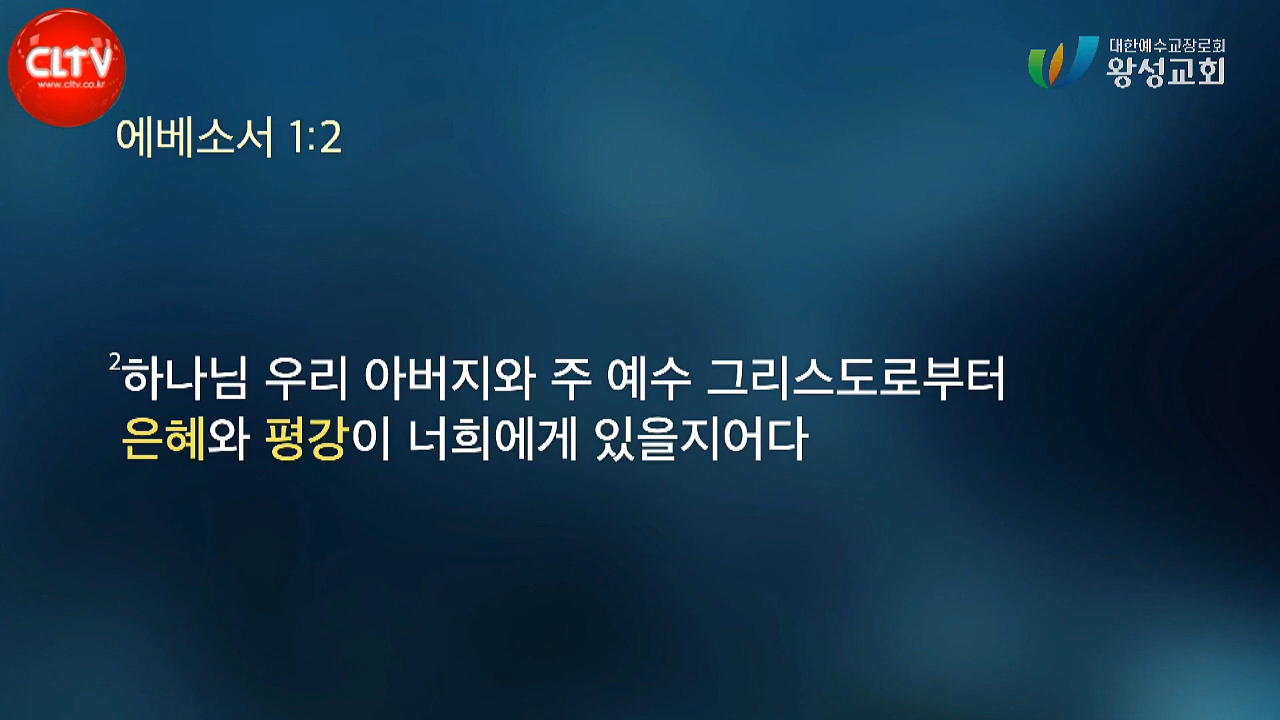 CLTV
www.cltv.co.kr
대한예수교장로회
왕성교회
에베소서 1:2
2하나님 우리 아버지와 주 예수 그리스도로부터
은혜와 평강이 너희에게 있을지어다